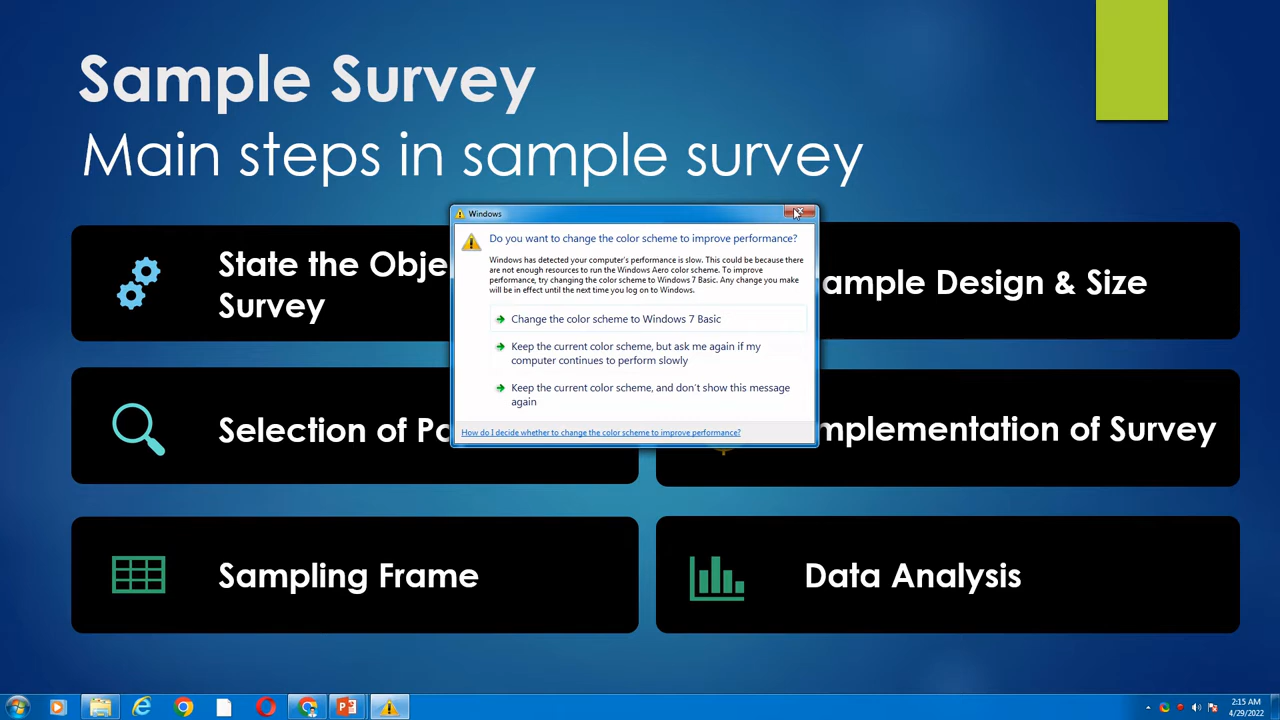 Sample Survey
Main steps in sample survey
State the Obje
Survey
Selection of Po
Sampling Frame
ample Design & Size
mplementation of Survey
Data Analysis
Windows
Do you want to change the color scheme to improve performance?
Windows has detected your computer's performance is slow. This could be because there
are not enough resources to run the Windows Aero color scheme. To improve
performance, try changing the color scheme to Windows 7 Basic. Any change you make
will be in effect until the next time you log on to Windows.
Change the color scheme to Windows 7 Basic
Keep the current color scheme, but ask me again if my
computer continues to perform slowly
Keep the current color scheme, and don't show this message
again
How do I decide whether to change the color scheme to improve performance?
2:15 AM
4/29/2022